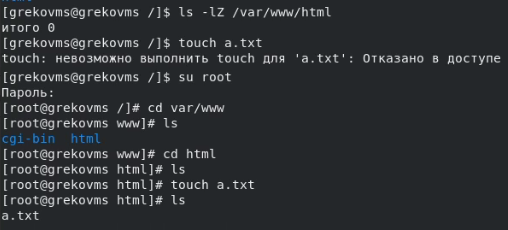 [grekovms@grekovms /]$ ls -lZ /var/www/html
итого 0
[grekovms@grekovms /]$ touch a.txt
touch: невозможно выполнить touch для 'a.txt': Отказано в доступе
[grekovms@grekovms /]$ su root
Пароль:
[root@grekovms /]# cd var/www
[root@grekovms www]# ls
cgi-bin  html
[root@grekovms www]# cd html
[root@grekovms html]# ls
[root@grekovms html]# touch a.txt
[root@grekovms html]# ls
a.txt